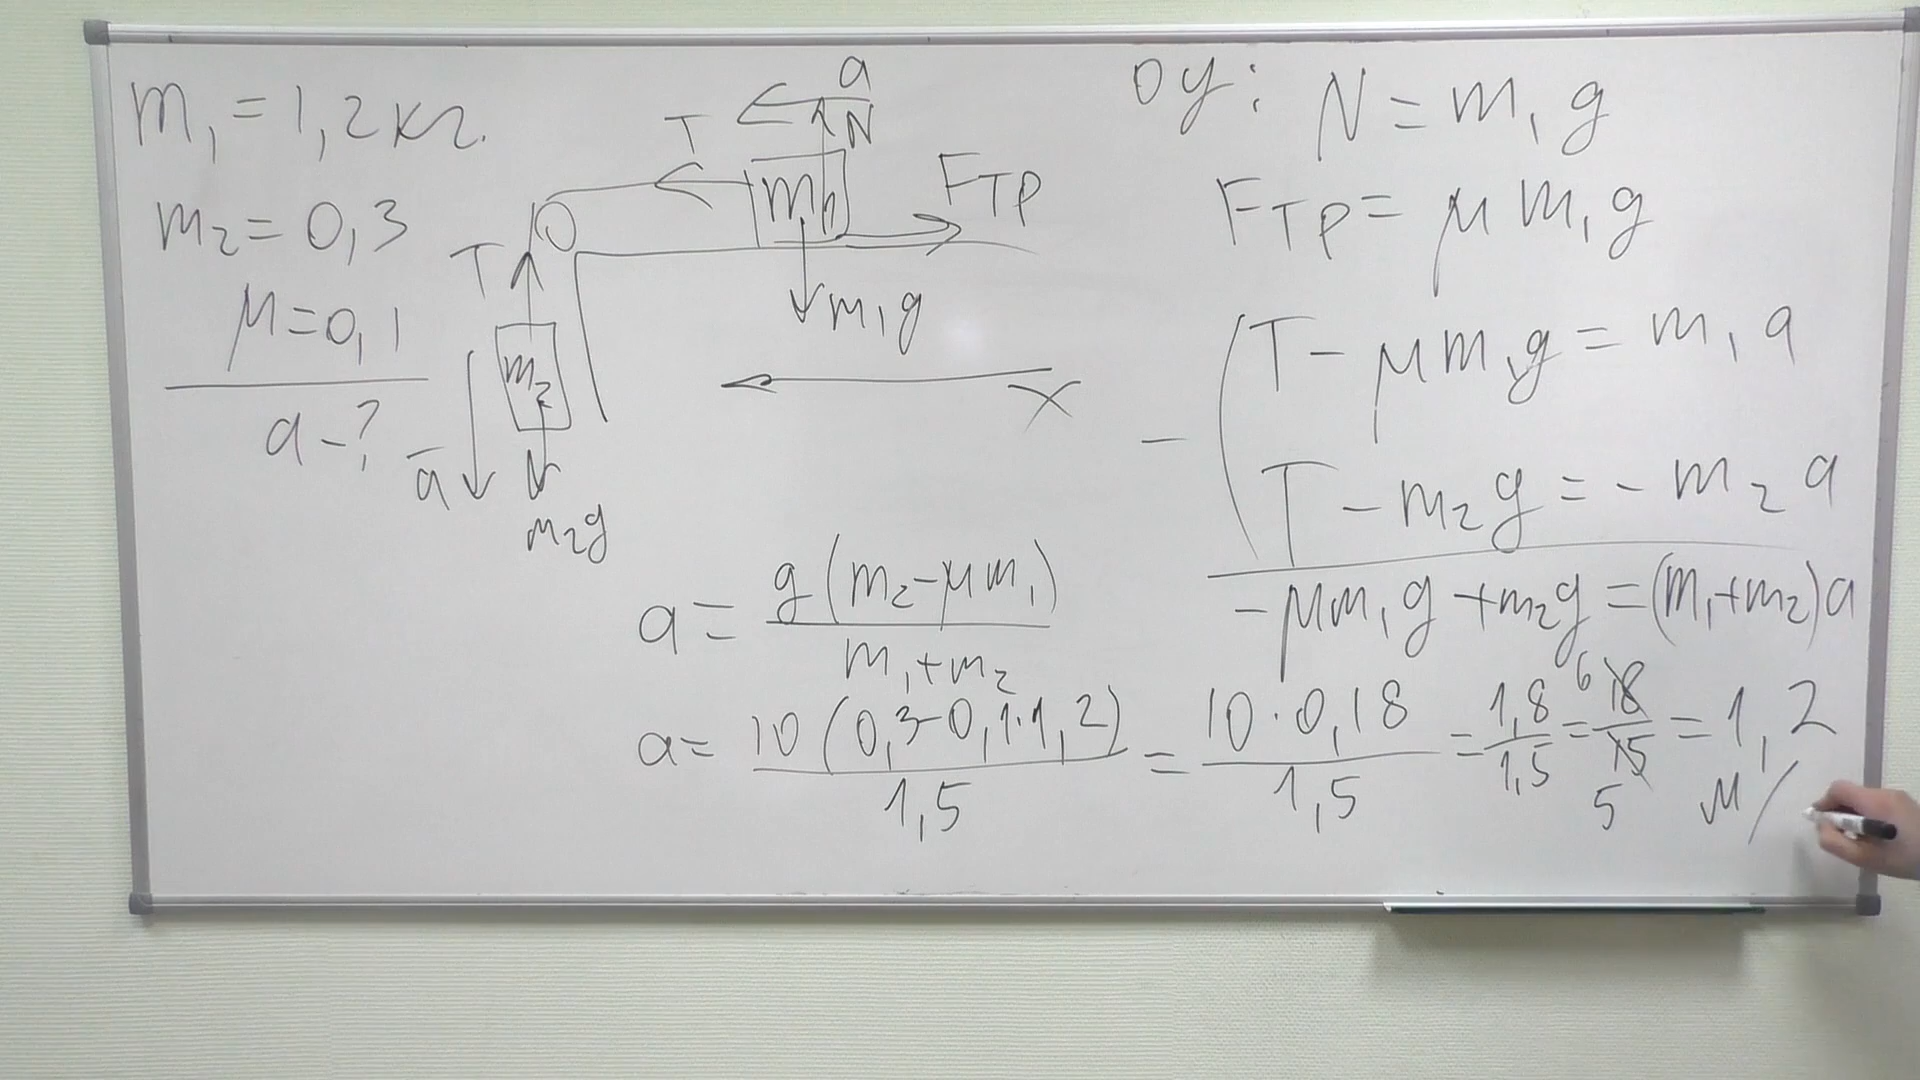 m₁ = 1,2 кг.
m₂ = 0,3
μ = 0,1
a - ?
a
N
T
m₁
Fтр
m₁g
T
m₂
a
m₂g
X
oy: N = m₁g
Fтр = μm₁g
T - μm₁g = m₁a
-
T - m₂g = - m₂a
-μm₁g + m₂g = (m₁+m₂)a
a = g(m₂ - μm₁) / m₁+m₂
a = 10(0,3-0,1·1,2) / 1,5 = 10·0,18 / 1,5 = 1,8 / 1,5 = 6 18 / 15 5 = 1,2
м/